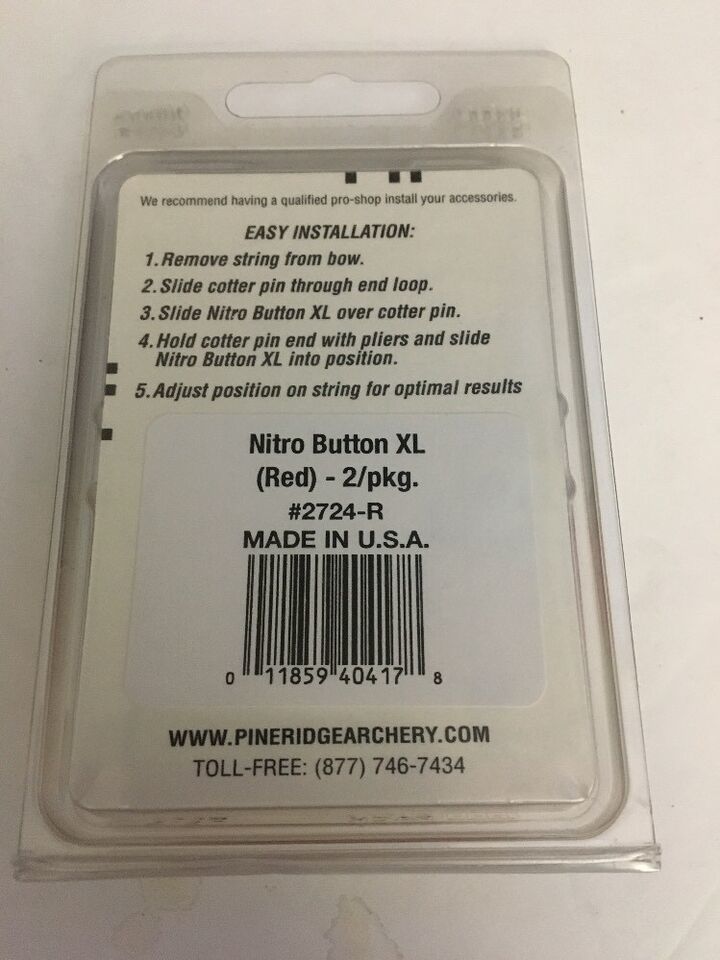 We recommend having a qualified pro-shop install your accessories.
EASY INSTALLATION:
1. Remove string from bow.
2. Slide cotter pin through end loop.
3. Slide Nitro Button XL over cotter pin.
4. Hold cotter pin end with pliers and slide
Nitro Button XL into position.
5. Adjust position on string for optimal results
Nitro Button XL
(Red) - 2/pkg.
#2724-R
MADE IN U.S.A.
0 11859 40417 8
WWW.PINERIDGEARCHERY.COM
TOLL-FREE: (877) 746-7434